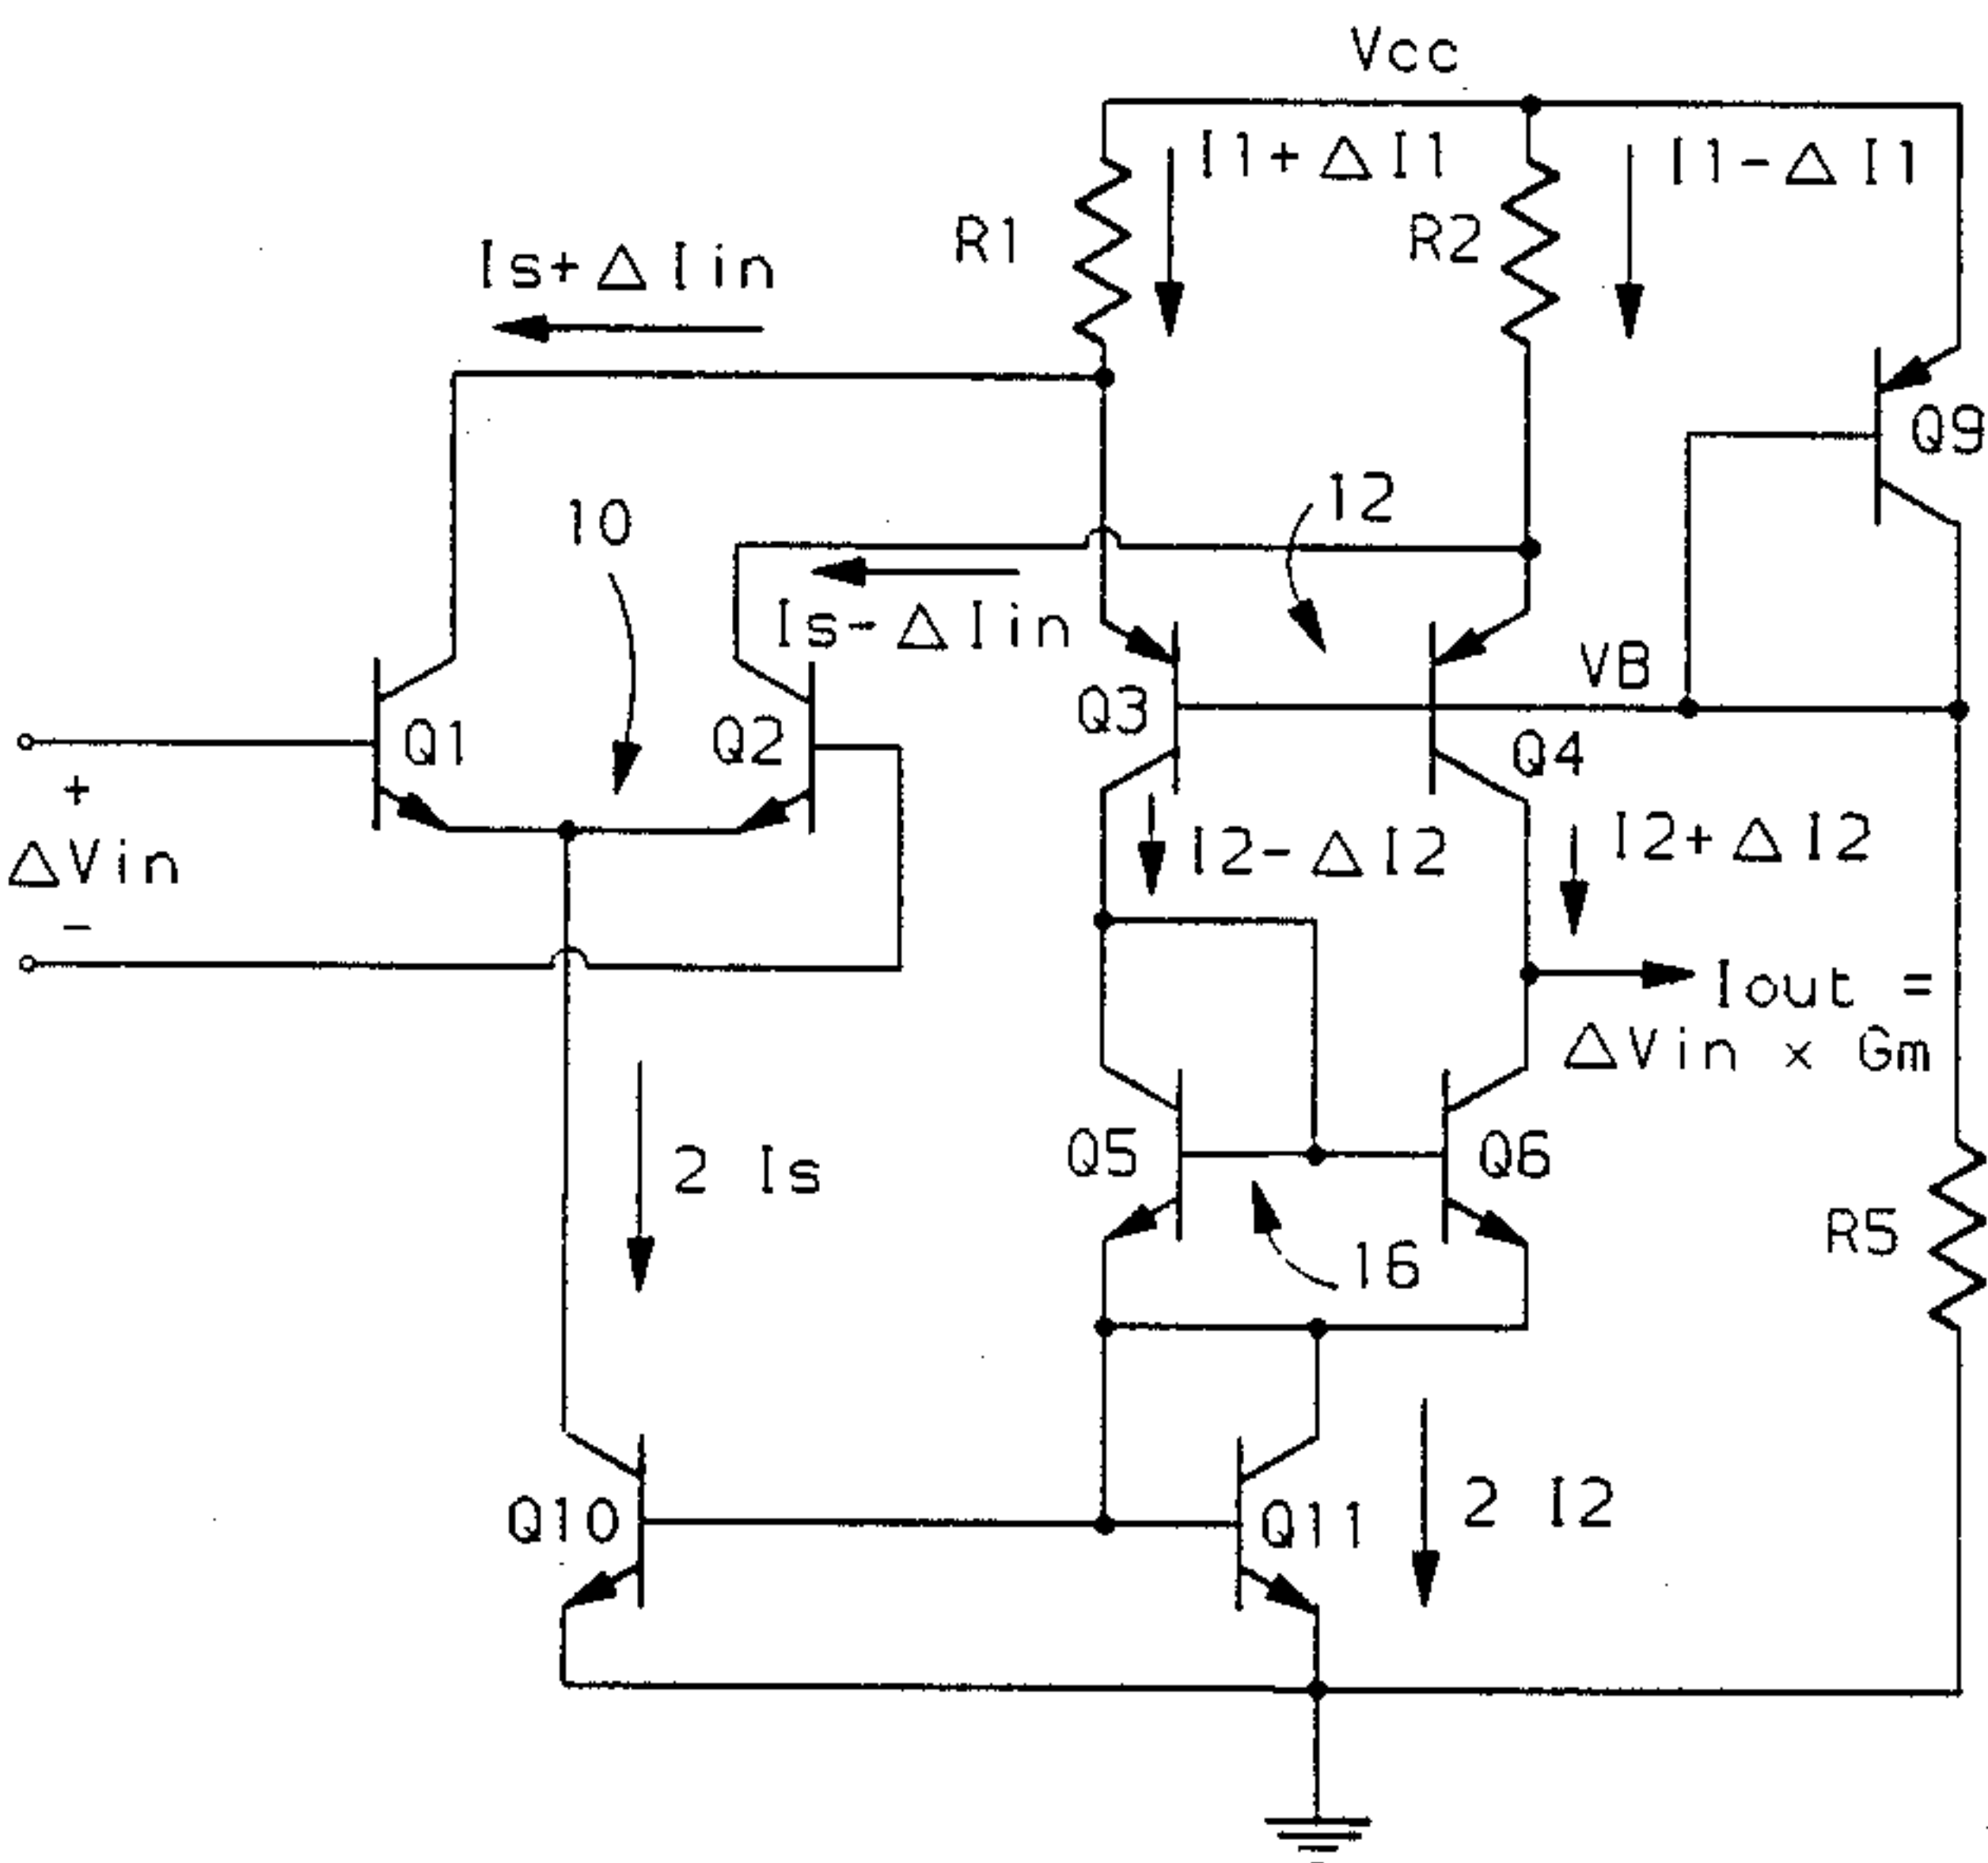 Vcc
I1+ΔI1
I1-ΔI1
R1
R2
Is+ΔIin
Q9
12
10
Is-ΔIin
VB
Q3
Q1
Q2
Q4
+
ΔVin
-
I2-ΔI2
I2+ΔI2
Iout =
ΔVin x Gm
Q5
Q6
2 Is
R5
16
2 I2
Q10
Q11